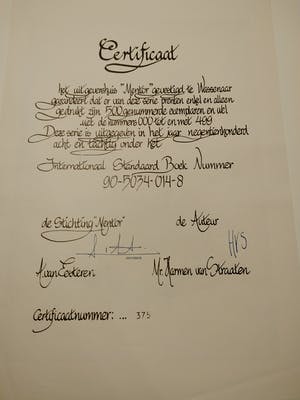 Certificaat
het uitgevershuis "Mentor" gevestigd te Wassenaar
garandeert dat er van deze serie prenten enkel en alleen
gedrukt zijn 500 genummerde exemplaren en wel
met de nummers 000 tot en met 499
Deze serie is uitgegeven in het jaar negentienhonderd
acht en tachtig onder het
Internationaal Standaard Boek Nummer
90-5034-014-8
de Stichting "Mentor" de Auteur
HVS
A. van Eesteren Mr. Harmen van Straaten
Certificaatnummer: ... 375